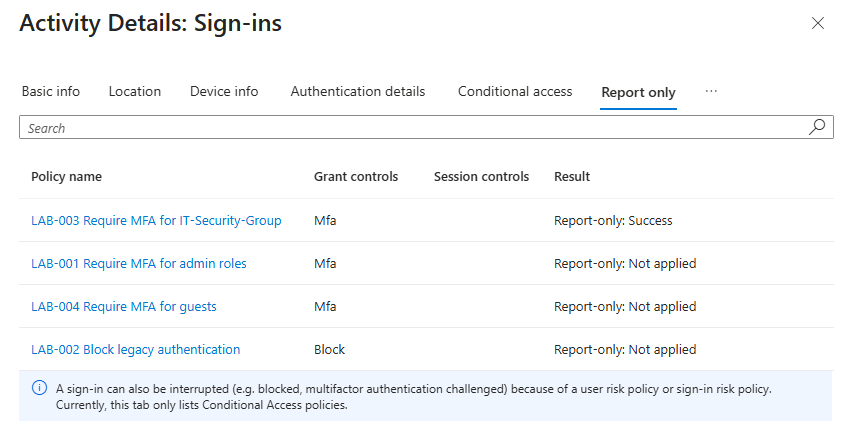 Activity Details: Sign-ins
Basic info Location Device info Authentication details Conditional access Report only ...
Search
Policy name Grant controls Session controls Result
LAB-003 Require MFA for IT-Security-Group Mfa Report-only: Success
LAB-001 Require MFA for admin roles Mfa Report-only: Not applied
LAB-004 Require MFA for guests Mfa Report-only: Not applied
LAB-002 Block legacy authentication Block Report-only: Not applied
A sign-in can also be interrupted (e.g. blocked, multifactor authentication challenged) because of a user risk policy or sign-in risk policy.
Currently, this tab only lists Conditional Access policies.